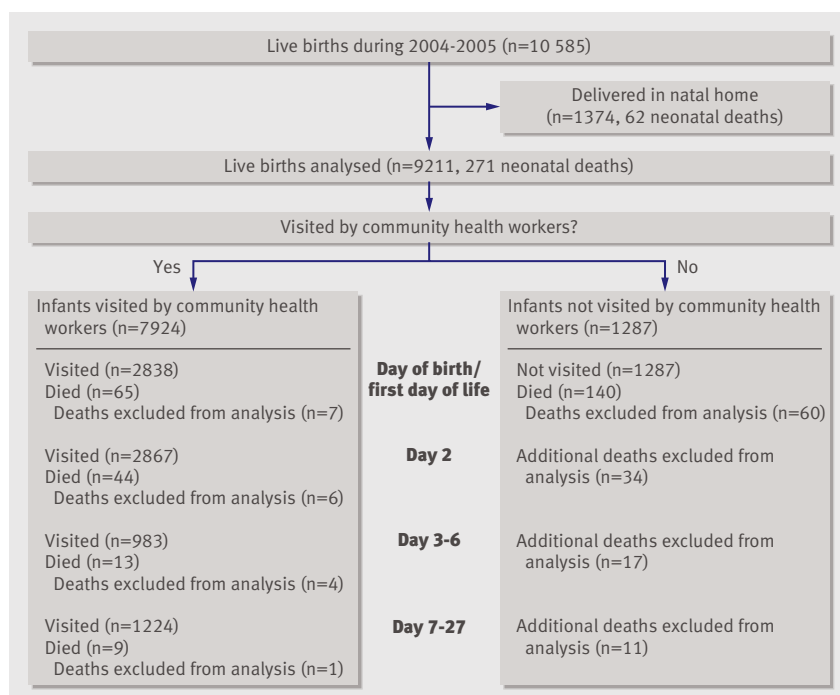 Live births during 2004-2005 (n=10 585)
Delivered in natal home
(n=1374, 62 neonatal deaths)
Live births analysed (n=9211, 271 neonatal deaths)
Visited by community health workers?
Yes
No
Infants visited by community health
workers (n=7924)
Infants not visited by community health
workers (n=1287)
Visited (n=2838)
Died (n=65)
Deaths excluded from analysis (n=7)
Day of birth/
first day of life
Not visited (n=1287)
Died (n=140)
Deaths excluded from analysis (n=60)
Visited (n=2867)
Died (n=44)
Deaths excluded from analysis (n=6)
Day 2
Additional deaths excluded from
analysis (n=34)
Visited (n=983)
Died (n=13)
Deaths excluded from analysis (n=4)
Day 3-6
Additional deaths excluded from
analysis (n=17)
Visited (n=1224)
Died (n=9)
Deaths excluded from analysis (n=1)
Day 7-27
Additional deaths excluded from
analysis (n=11)